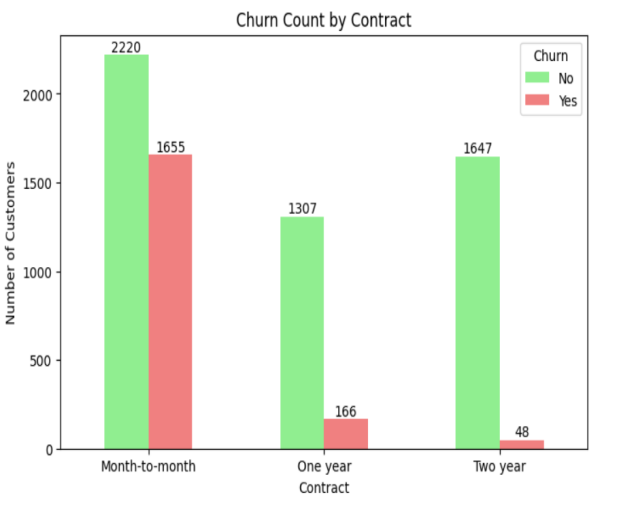 Churn Count by Contract
Churn
No
Yes
2220
1655
1307
166
1647
48
2000
1500
1000
500
0
Number of Customers
Month-to-month
One year
Two year
Contract